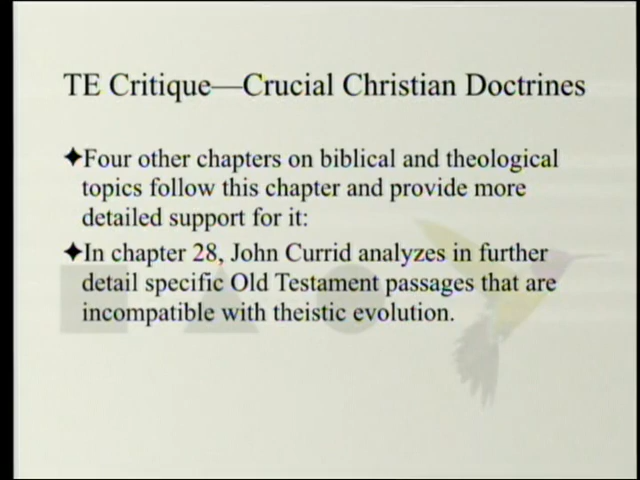 TE Critique—Crucial Christian Doctrines
✦Four other chapters on biblical and theological
topics follow this chapter and provide more
detailed support for it:
✦In chapter 28, John Currid analyzes in further
detail specific Old Testament passages that are
incompatible with theistic evolution.